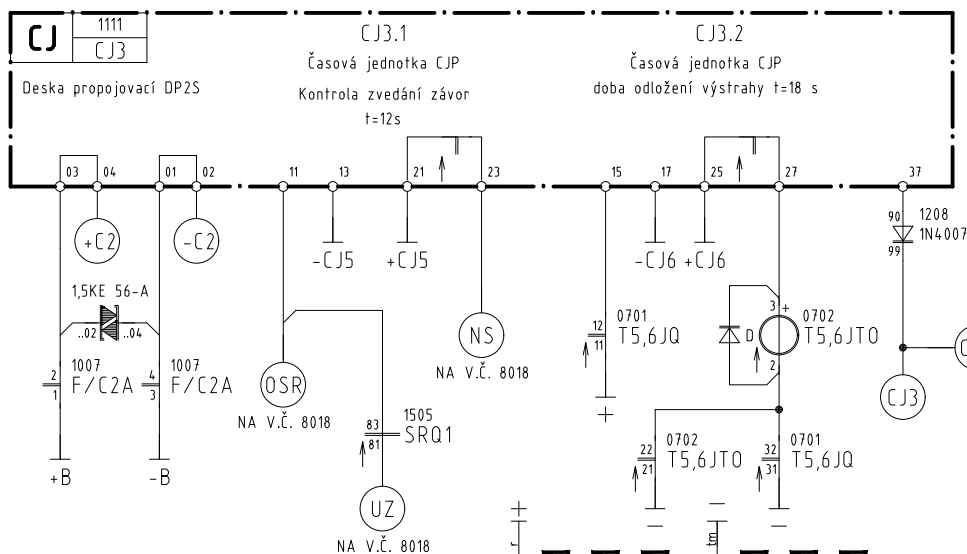 CJ
1111
CJ3
CJ3.1
CJ3.2
Časová jednotka CJP
Časová jednotka CJP
Deska propojovací DP2S
Kontrola zvedání závor
doba odložení výstrahy t=18 s
t=12s
03 04 01 02 11 13 21 23 15 17 25 27 37
+C2
-C2
-CJ5
+CJ5
-CJ6
+CJ6
90
99
1208
1N4007
1,5KE 56-A
..02
..04
2
1
1007
F/C2A
4
3
1007
F/C2A
OSR
NA V.Č. 8018
NS
NA V.Č. 8018
12
11
0701
T5,6JQ
+
D
3
+
2
0702
T5,6JTO
CJ3
83
81
1505
SRQ1
22
21
0702
T5,6JTO
32
31
0701
T5,6JQ
+B
-B
UZ
NA V.Č. 8018
+
r
tm